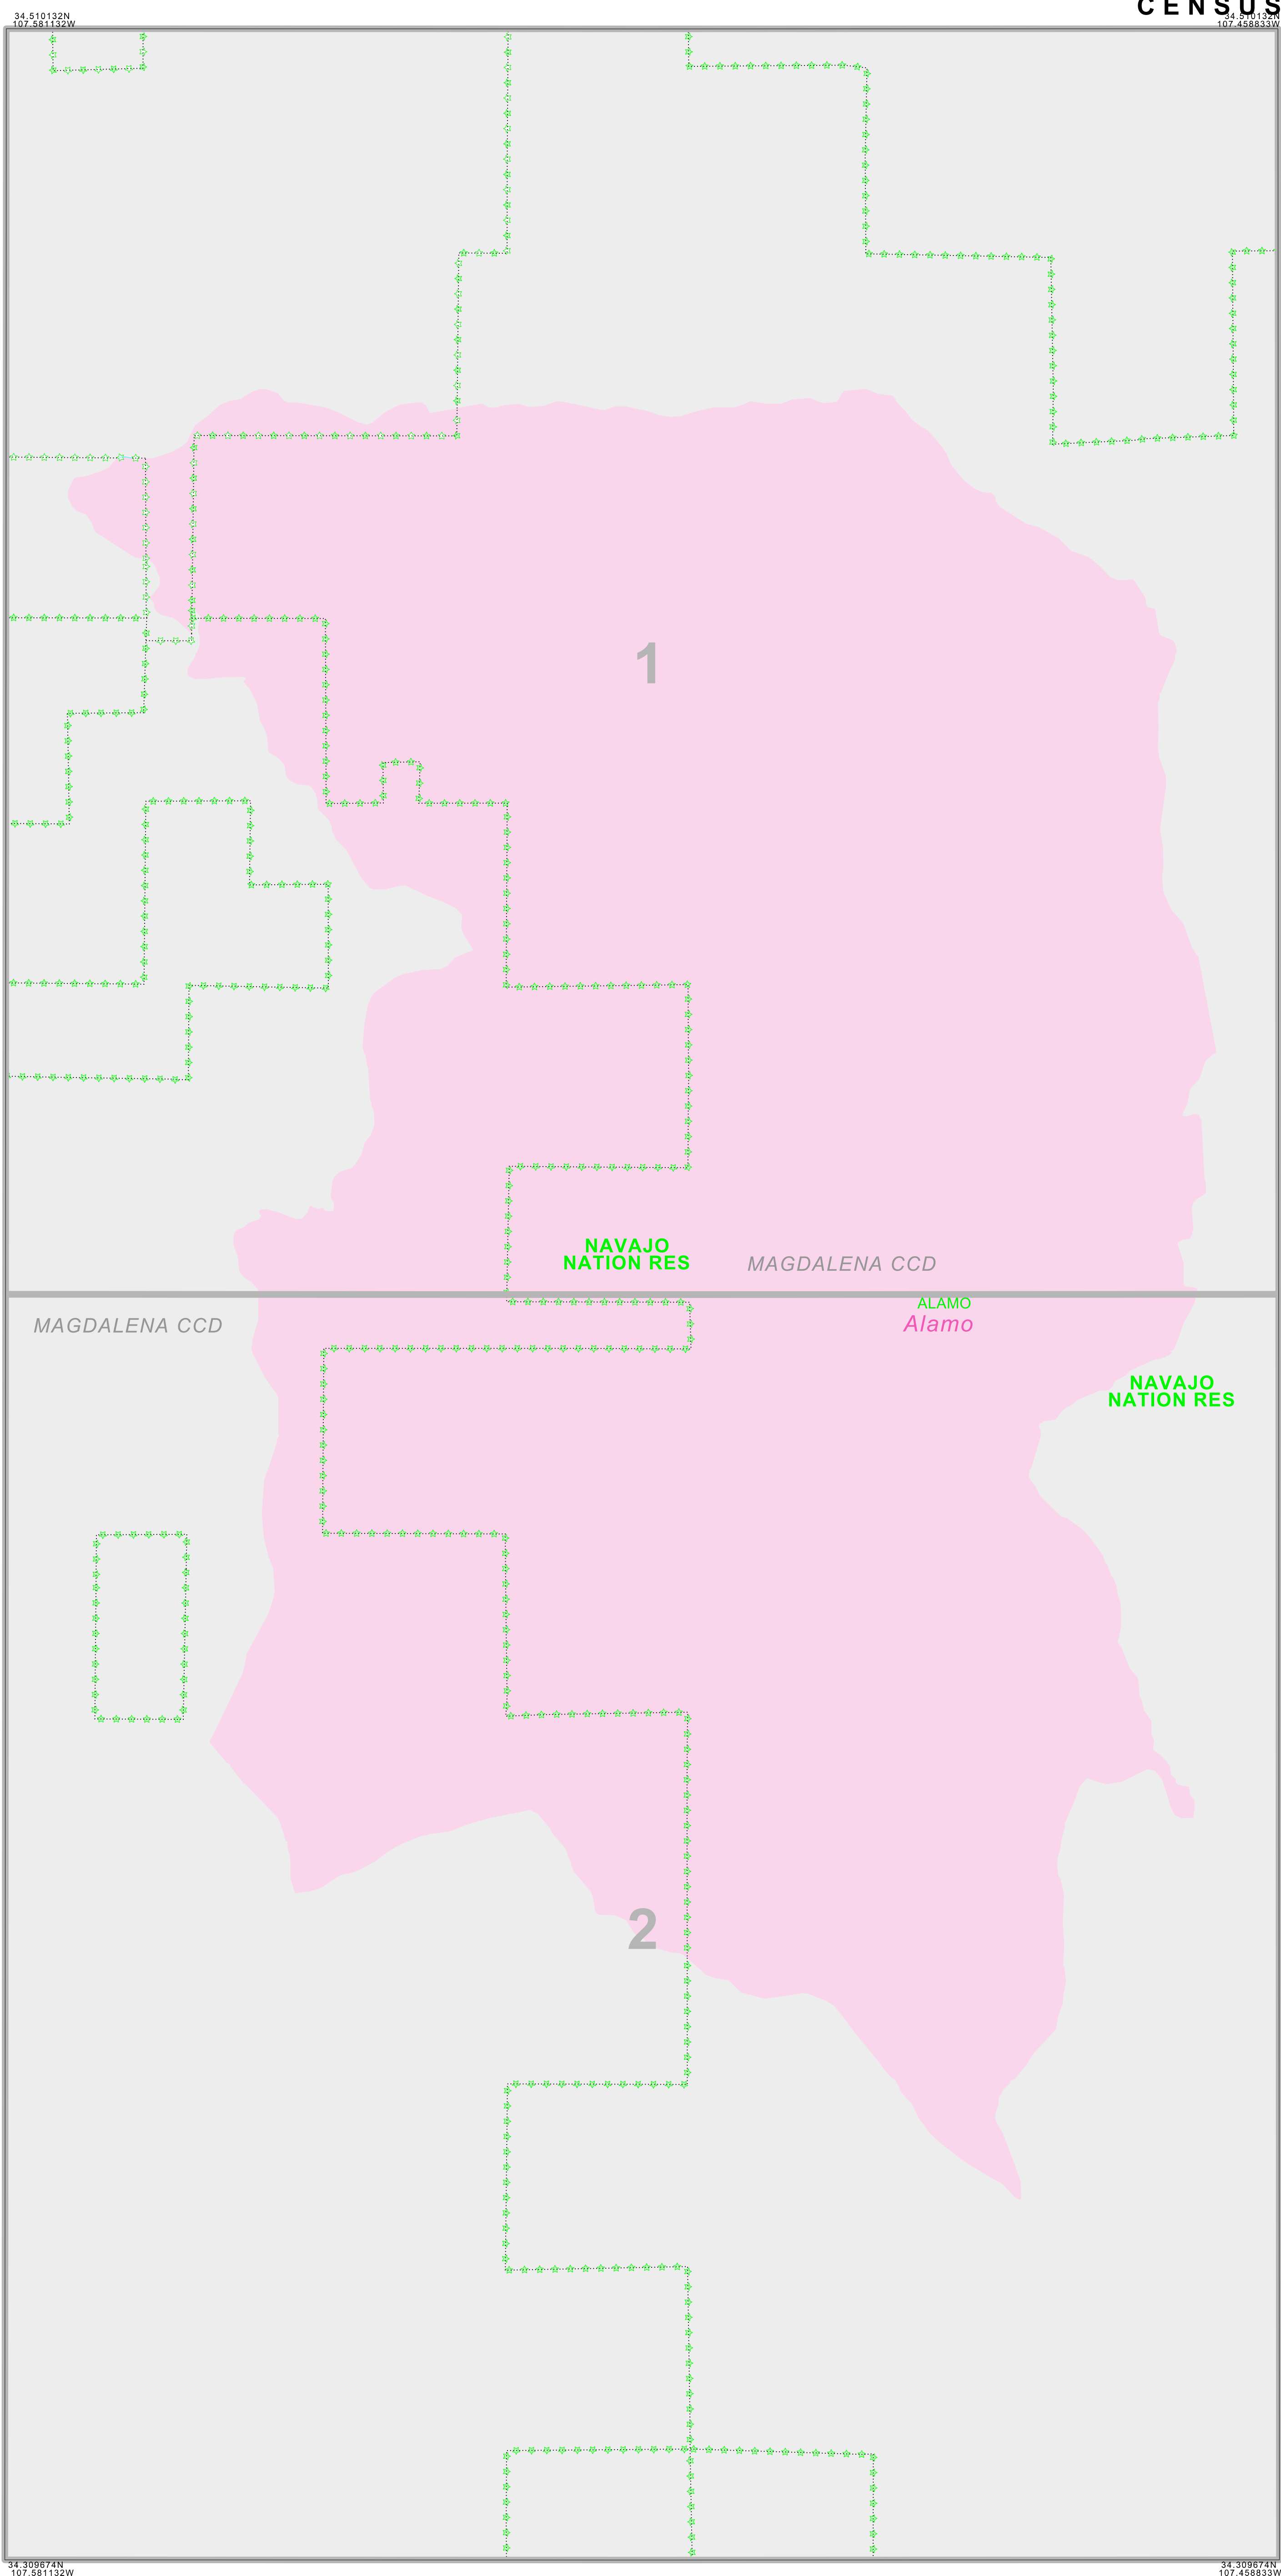 CENSUS
34.510132N
107.581132W
34.510132N
107.458833W
1
NAVAJO
NATION RES
MAGDALENA CCD
ALAMO
Alamo
MAGDALENA CCD
NAVAJO
NATION RES
2
34.309674N
107.581132W
34.309674N
107.458833W